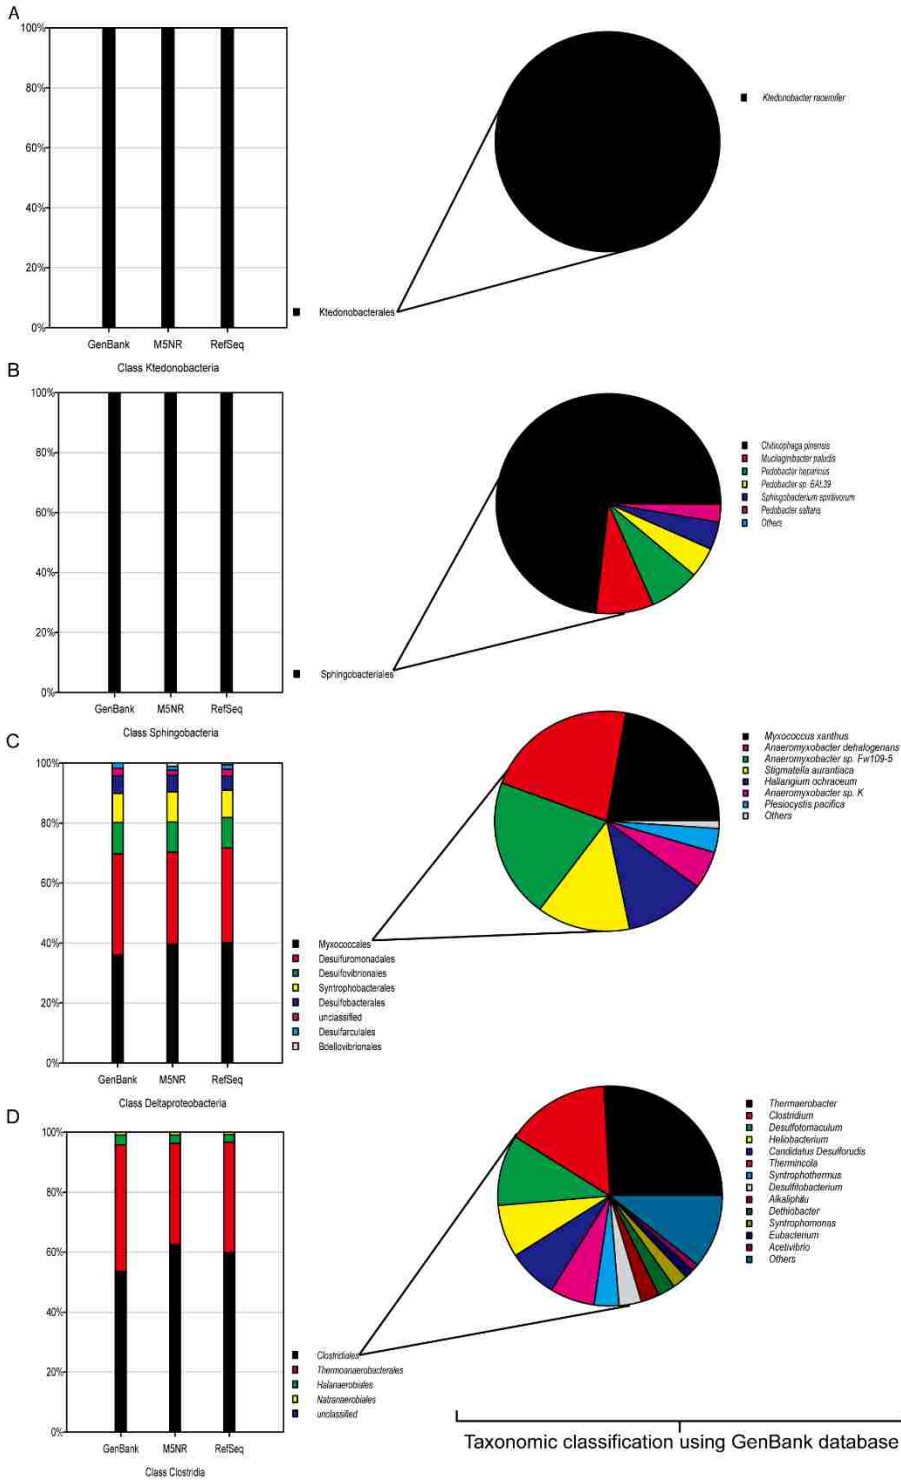 A
100%
80%
60%
40%
20%
0%
GenBank M5NR RefSeq
Class Ktedonobacteria
Ktedonobacterales
Ktedonobacter racemifer
B
100%
80%
60%
40%
20%
0%
GenBank M5NR RefSeq
Class Sphingobacteria
Sphingobacteriales
Chitinophaga pinensis
Mucilaginibacter paludis
Pedobacter heparinus
Pedobacter sp. BAL39
Sphingobacterium spiritivorum
Pedobacter saltans
Others
C
100%
80%
60%
40%
20%
0%
GenBank M5NR RefSeq
Class Deltaproteobacteria
Myxococcales
Desulfuromonadales
Desulfovibrionales
Syntrophobacterales
Desulfobacterales
unclassified
Desulfarculales
Bdellovibrionales
Myxococcus xanthus
Anaeromyxobacter dehalogenans
Anaeromyxobacter sp. Fw109-5
Stigmatella aurantiaca
Haliangium ochraceum
Anaeromyxobacter sp. K
Plesiocystis pacifica
Others
D
100%
80%
60%
40%
20%
0%
GenBank M5NR RefSeq
Class Clostridia
Clostridiales
Thermoanaerobacterales
Halanaerobiales
Natranaerobiales
unclassified
Thermaerobacter
Clostridium
Desulfotomaculum
Heliobacterium
Candidatus Desulforudis
Thermincola
Syntrophothermus
Desulfitobacterium
Alkaliphilu
Dethiobacter
Syntrophomonas
Eubacterium
Acetivibrio
Others
Taxonomic classification using GenBank database